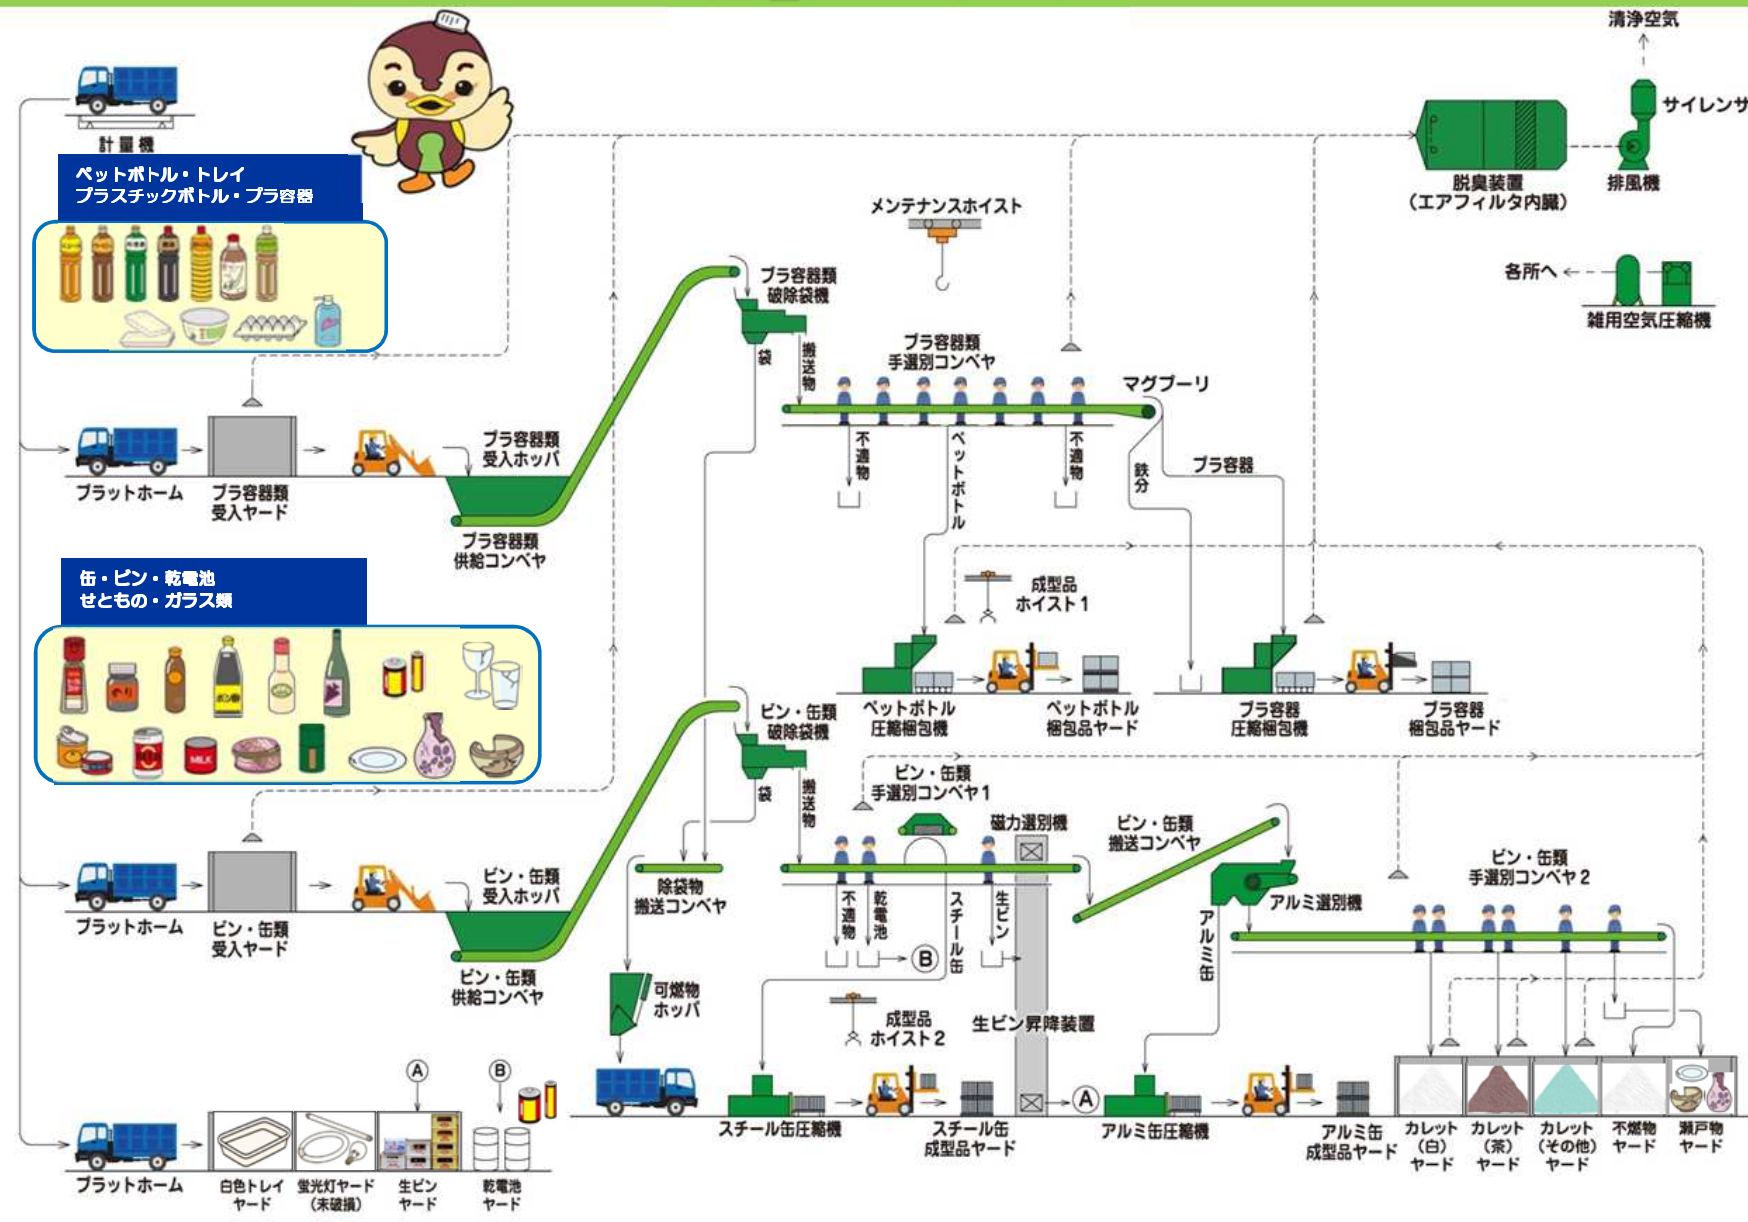 清浄空気
サイレンサ
計量機
ペットボトル・トレイ
プラスチックボトル・プラ容器
脱臭装置
(エアフィルタ内臓)
排風機
メンテナンスホイスト
各所へ
雑用空気圧縮機
プラ容器類
破除袋機
袋
搬送物
プラ容器類
手選別コンベヤ
マグプーリ
不適物
ペットボトル
不適物
鉄分
プラ容器
プラットホーム
プラ容器類
受入ヤード
プラ容器類
受入ホッパ
プラ容器類
供給コンベヤ
缶・ビン・乾電池
せともの・ガラス類
のり
ポン酢
MILK
成型品
ホイスト1
ペットボトル
圧縮梱包機
ペットボトル
梱包品ヤード
プラ容器
圧縮梱包機
プラ容器
梱包品ヤード
ビン・缶類
破除袋機
袋
搬送物
ビン・缶類
手選別コンベヤ1
磁力選別機
ビン・缶類
搬送コンベヤ
ビン・缶類
手選別コンベヤ2
アルミ選別機
アルミ缶
プラットホーム
ビン・缶類
受入ヤード
ビン・缶類
受入ホッパ
ビン・缶類
供給コンベヤ
除袋物
搬送コンベヤ
不適物
乾電池
B
スチール缶
生ビン
可燃物
ホッパ
成型品
ホイスト2
生ビン昇降装置
A
B
A
プラットホーム
白色トレイ
ヤード
蛍光灯ヤード
(未破損)
生ビン
ヤード
乾電池
ヤード
スチール缶圧縮機
スチール缶
成型品ヤード
アルミ缶圧縮機
アルミ缶
成型品ヤード
カレット
(白)
ヤード
カレット
(茶)
ヤード
カレット
(その他)
ヤード
不燃物
ヤード
瀬戸物
ヤード